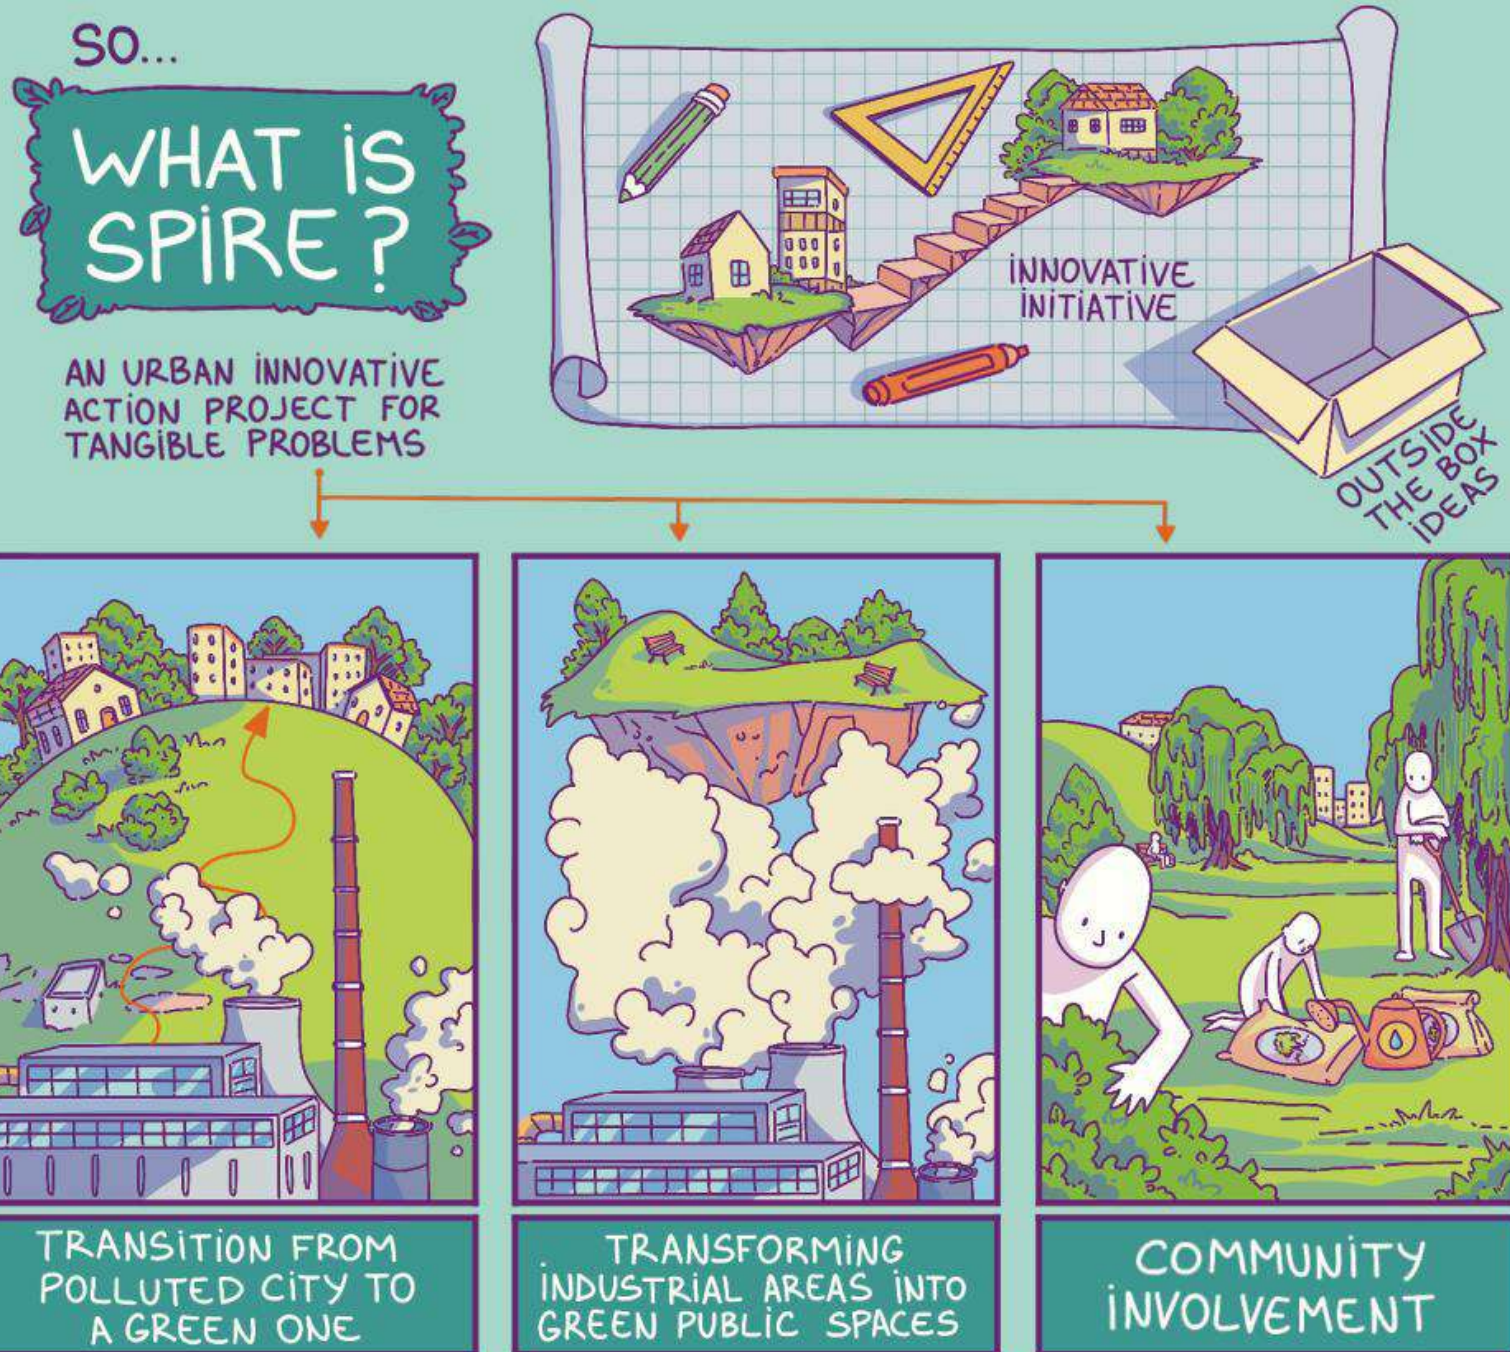 SO...
WHAT IS
SPIRE?
AN URBAN INNOVATIVE
ACTION PROJECT FOR
TANGIBLE PROBLEMS
INNOVATIVE
INITIATIVE
OUTSIDE
THE BOX
IDEAS
TRANSITION FROM
POLLUTED CITY TO
A GREEN ONE
TRANSFORMING
INDUSTRIAL AREAS INTO
GREEN PUBLIC SPACES
COMMUNITY
INVOLVEMENT